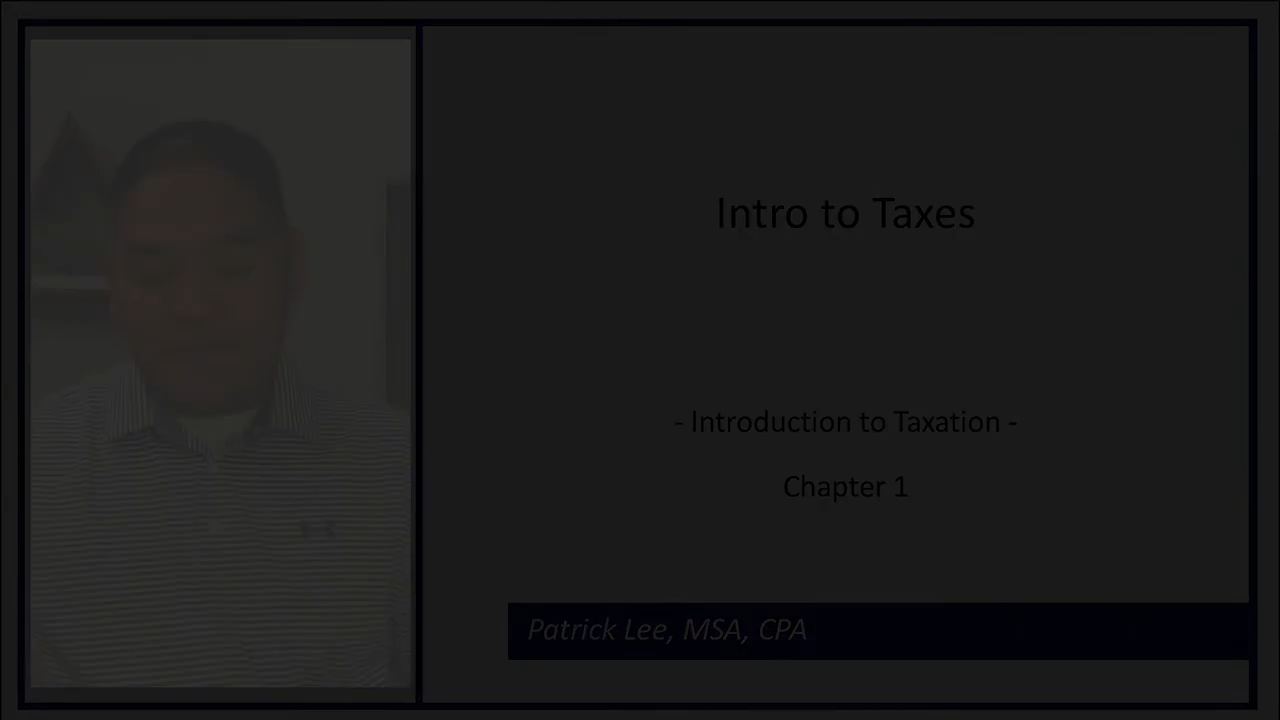 Intro to Taxes
- Introduction to Taxation -
Chapter 1
Patrick Lee, MSA, CPA